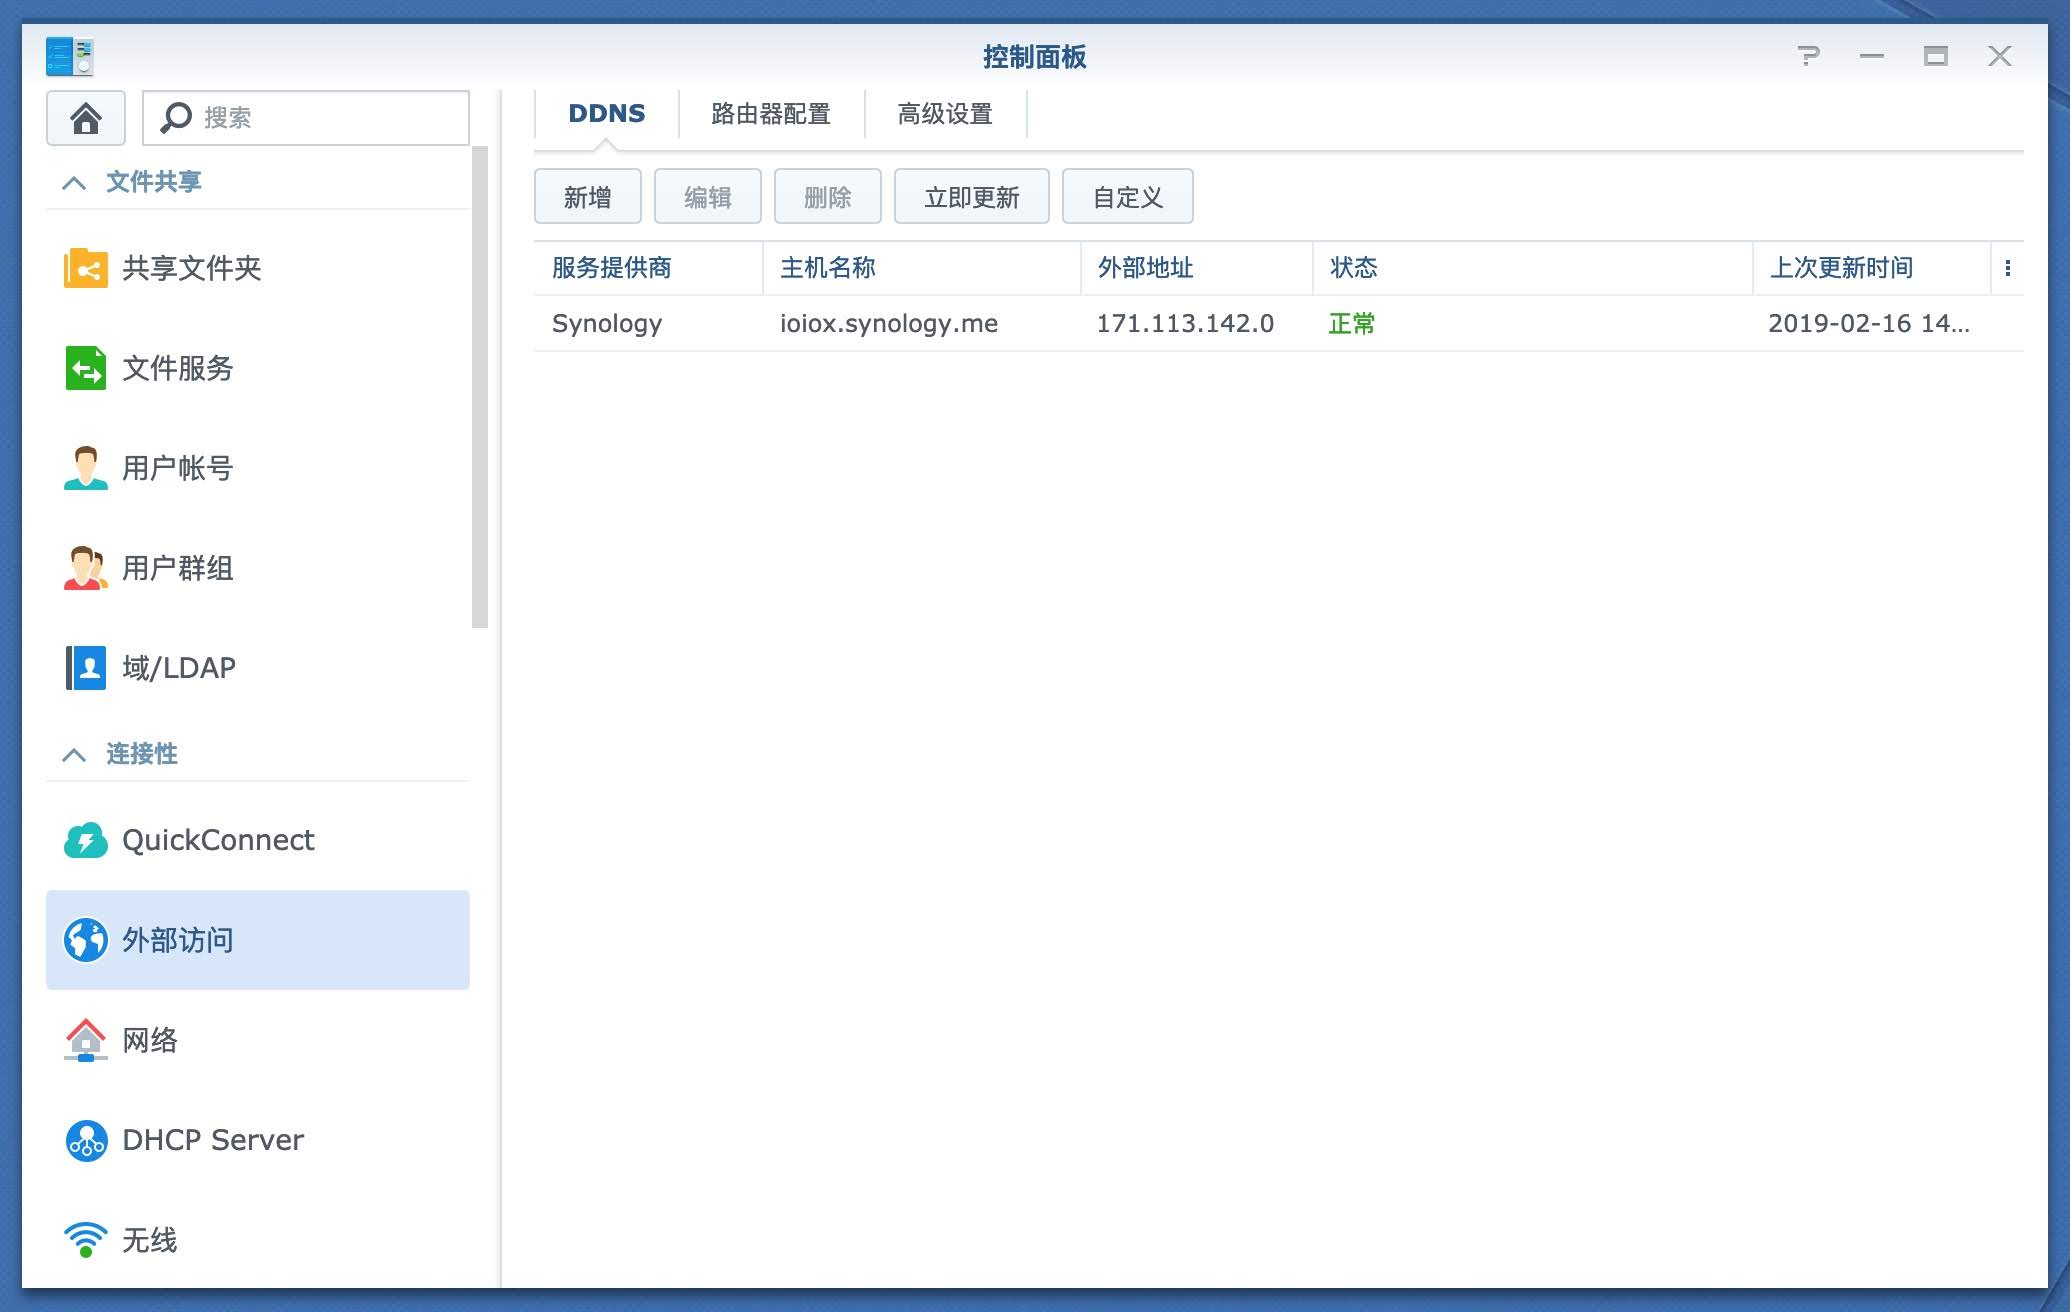 控制面板
搜索
文件共享
共享文件夹
文件服务
用户帐号
用户群组
域/LDAP
连接性
QuickConnect
外部访问
网络
DHCP Server
无线
DDNS 路由器配置 高级设置
新增 编辑 删除 立即更新 自定义
服务提供商 主机名称 外部地址 状态 上次更新时间
Synology ioiox.synology.me 171.113.142.0 正常 2019-02-16 14...